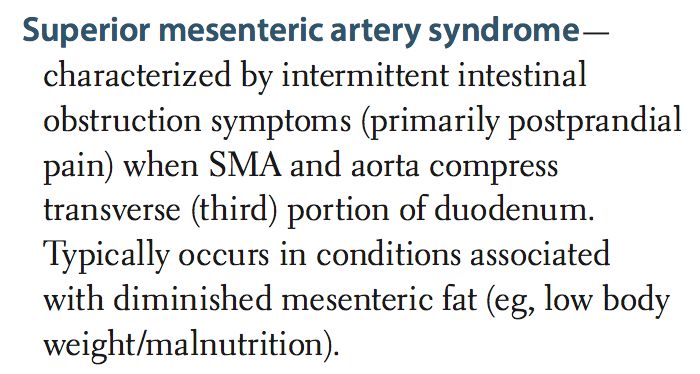 Superior mesenteric artery syndrome—
characterized by intermittent intestinal
obstruction symptoms (primarily postprandial
pain) when SMA and aorta compress
transverse (third) portion of duodenum.
Typically occurs in conditions associated
with diminished mesenteric fat (eg, low body
weight/malnutrition).